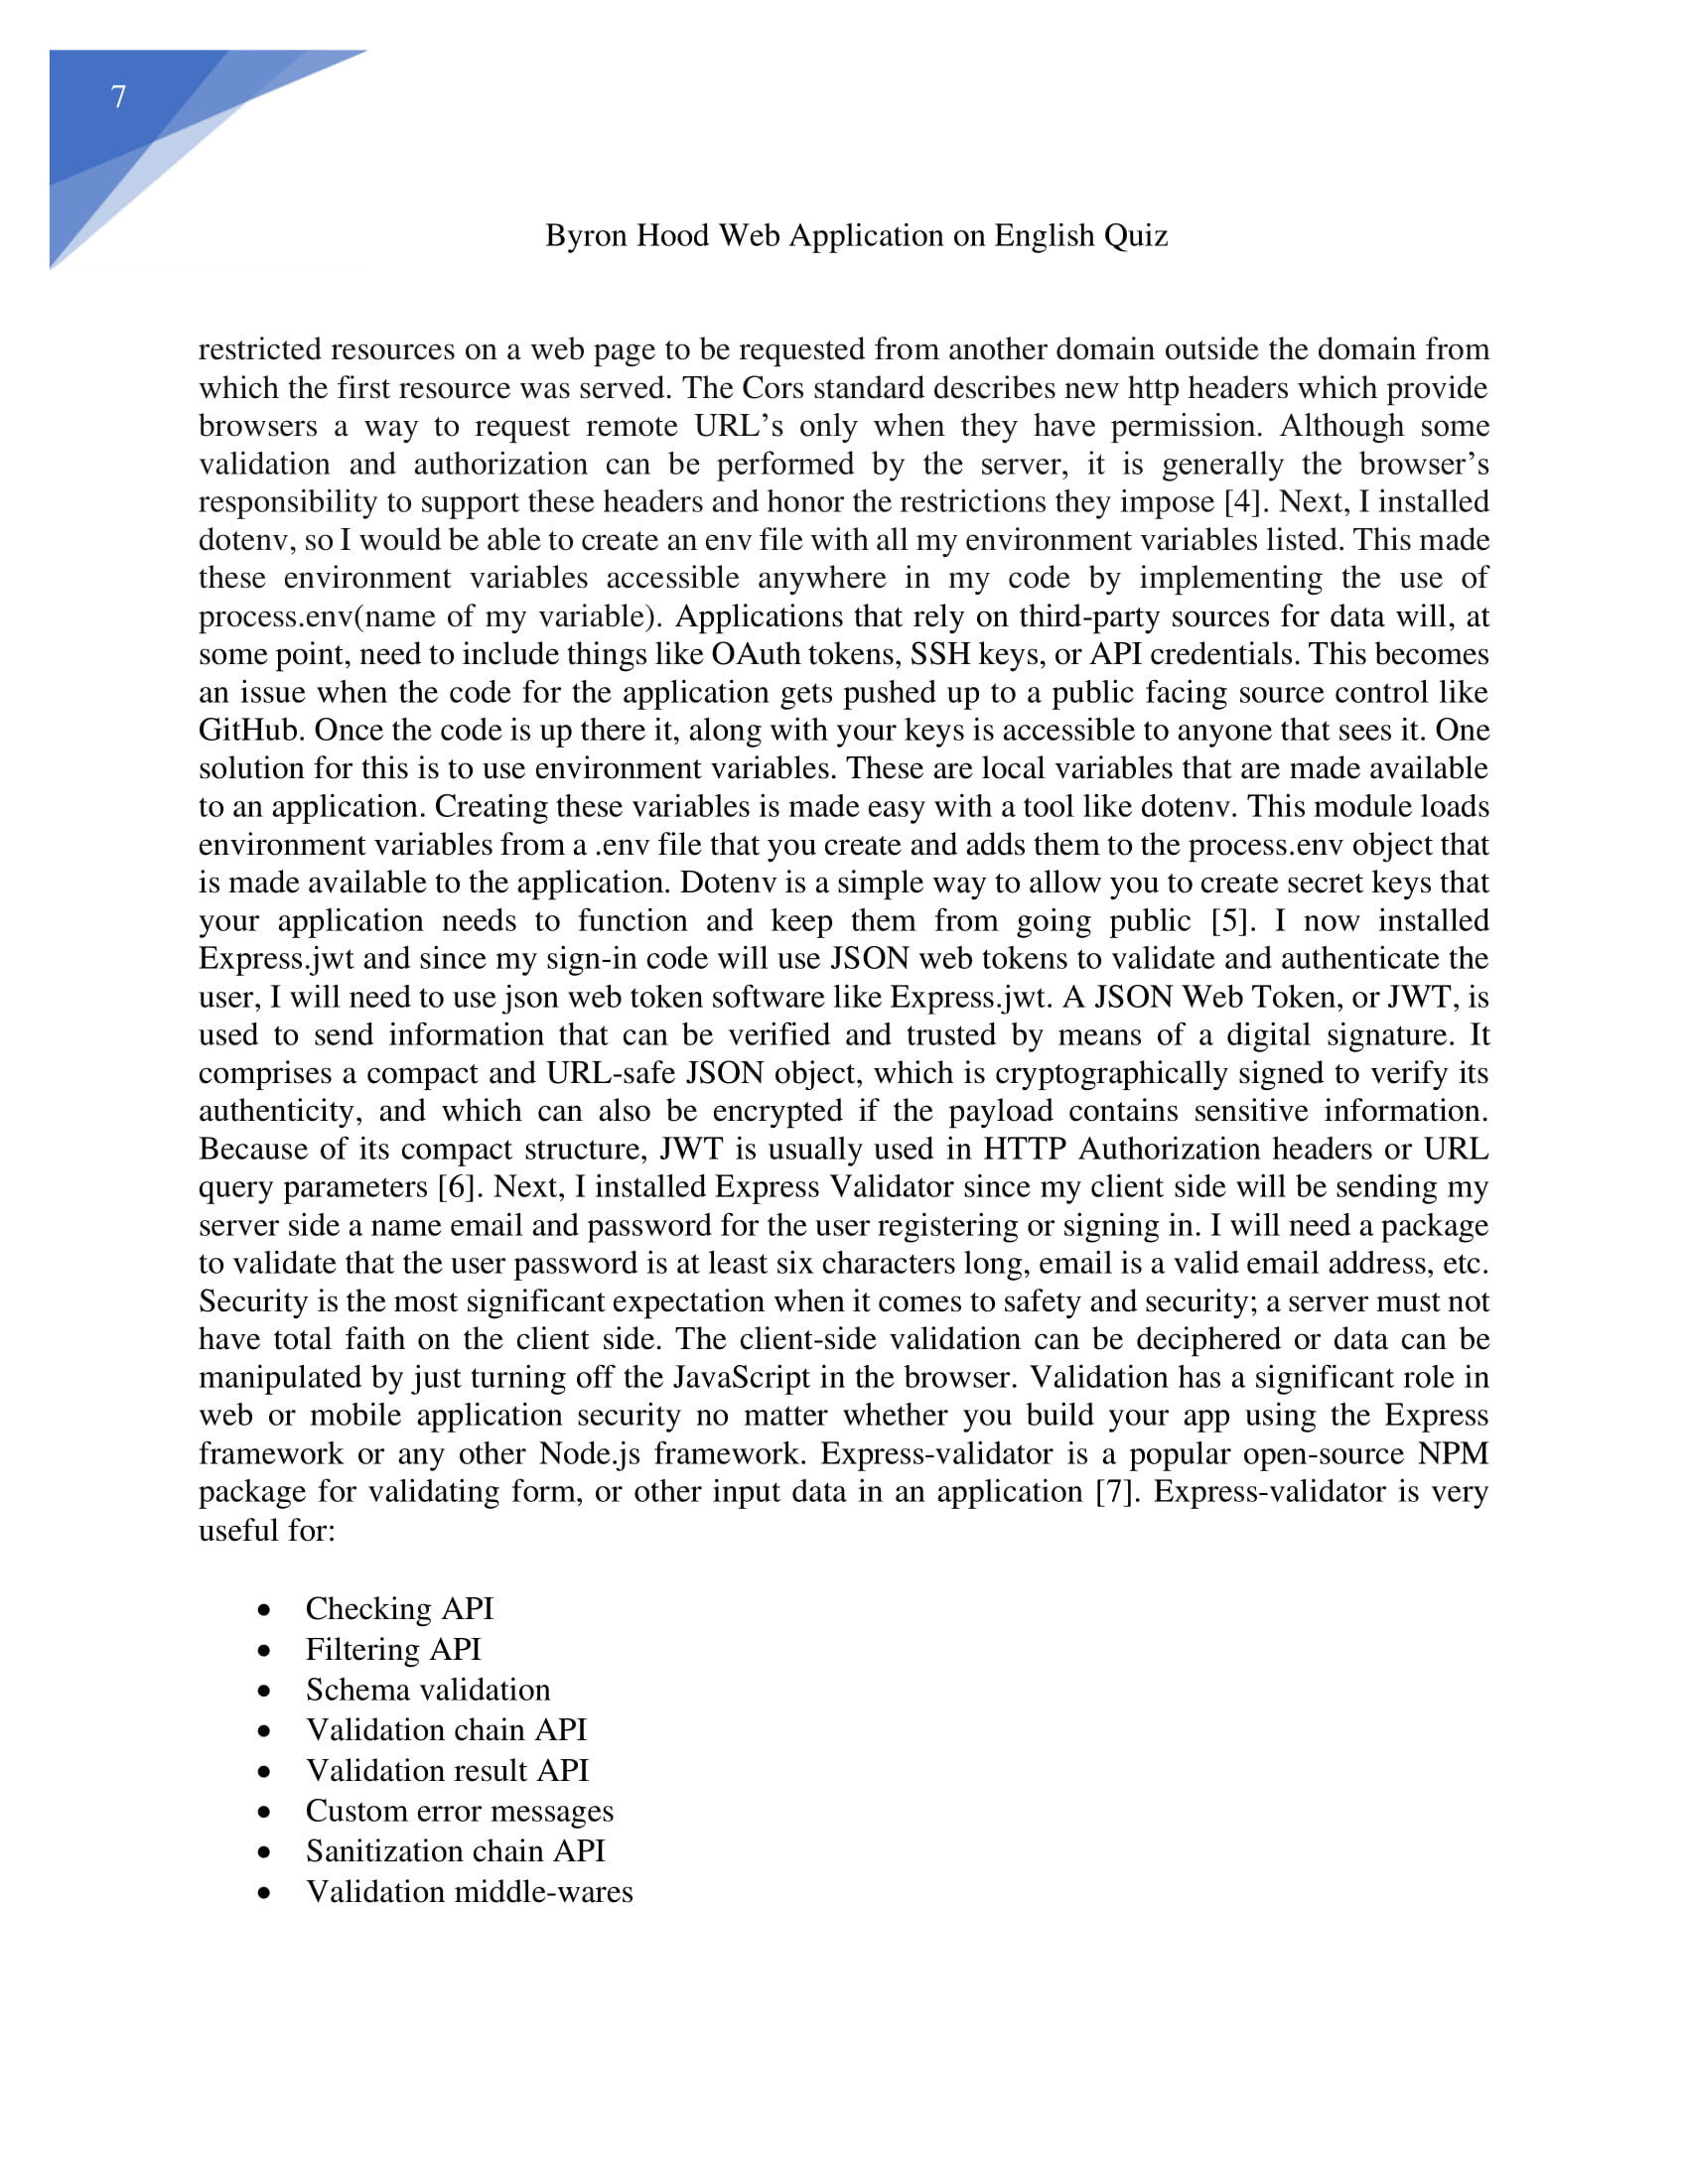 7
Byron Hood Web Application on English Quiz
restricted resources on a web page to be requested from another domain outside the domain from
which the first resource was served. The Cors standard describes new http headers which provide
browsers a way to request remote URL’s only when they have permission. Although some
validation and authorization can be performed by the server, it is generally the browser’s
responsibility to support these headers and honor the restrictions they impose [4]. Next, I installed
dotenv, so I would be able to create an env file with all my environment variables listed. This made
these environment variables accessible anywhere in my code by implementing the use of
process.env(name of my variable). Applications that rely on third-party sources for data will, at
some point, need to include things like OAuth tokens, SSH keys, or API credentials. This becomes
an issue when the code for the application gets pushed up to a public facing source control like
GitHub. Once the code is up there it, along with your keys is accessible to anyone that sees it. One
solution for this is to use environment variables. These are local variables that are made available
to an application. Creating these variables is made easy with a tool like dotenv. This module loads
environment variables from a .env file that you create and adds them to the process.env object that
is made available to the application. Dotenv is a simple way to allow you to create secret keys that
your application needs to function and keep them from going public [5]. I now installed
Express.jwt and since my sign-in code will use JSON web tokens to validate and authenticate the
user, I will need to use json web token software like Express.jwt. A JSON Web Token, or JWT, is
used to send information that can be verified and trusted by means of a digital signature. It
comprises a compact and URL-safe JSON object, which is cryptographically signed to verify its
authenticity, and which can also be encrypted if the payload contains sensitive information.
Because of its compact structure, JWT is usually used in HTTP Authorization headers or URL
query parameters [6]. Next, I installed Express Validator since my client side will be sending my
server side a name email and password for the user registering or signing in. I will need a package
to validate that the user password is at least six characters long, email is a valid email address, etc.
Security is the most significant expectation when it comes to safety and security; a server must not
have total faith on the client side. The client-side validation can be deciphered or data can be
manipulated by just turning off the JavaScript in the browser. Validation has a significant role in
web or mobile application security no matter whether you build your app using the Express
framework or any other Node.js framework. Express-validator is a popular open-source NPM
package for validating form, or other input data in an application [7]. Express-validator is very
useful for:
• Checking API
• Filtering API
• Schema validation
• Validation chain API
• Validation result API
• Custom error messages
• Sanitization chain API
• Validation middle-wares